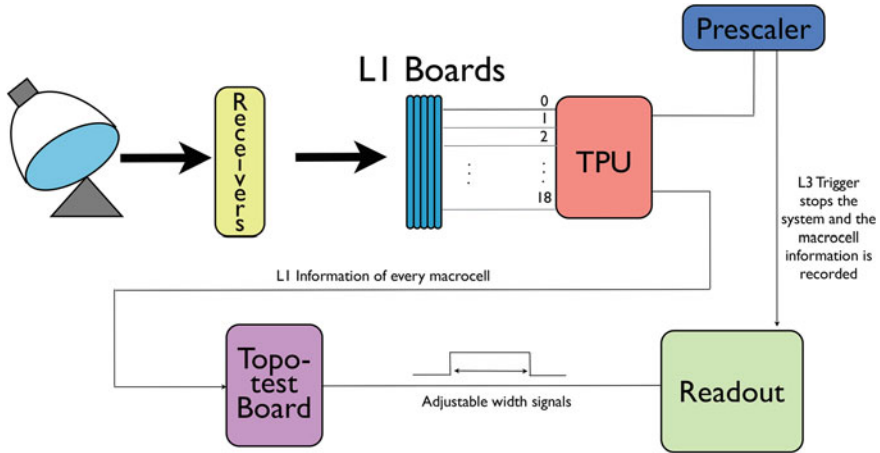 Prescaler
L1 Boards
Receivers
0
1
2
18
TPU
L3 Trigger
stops the
system and the
macrocell
information is
recorded
L1 Information of every macrocell
Topo-
test
Board
Adjustable width signals
Readout